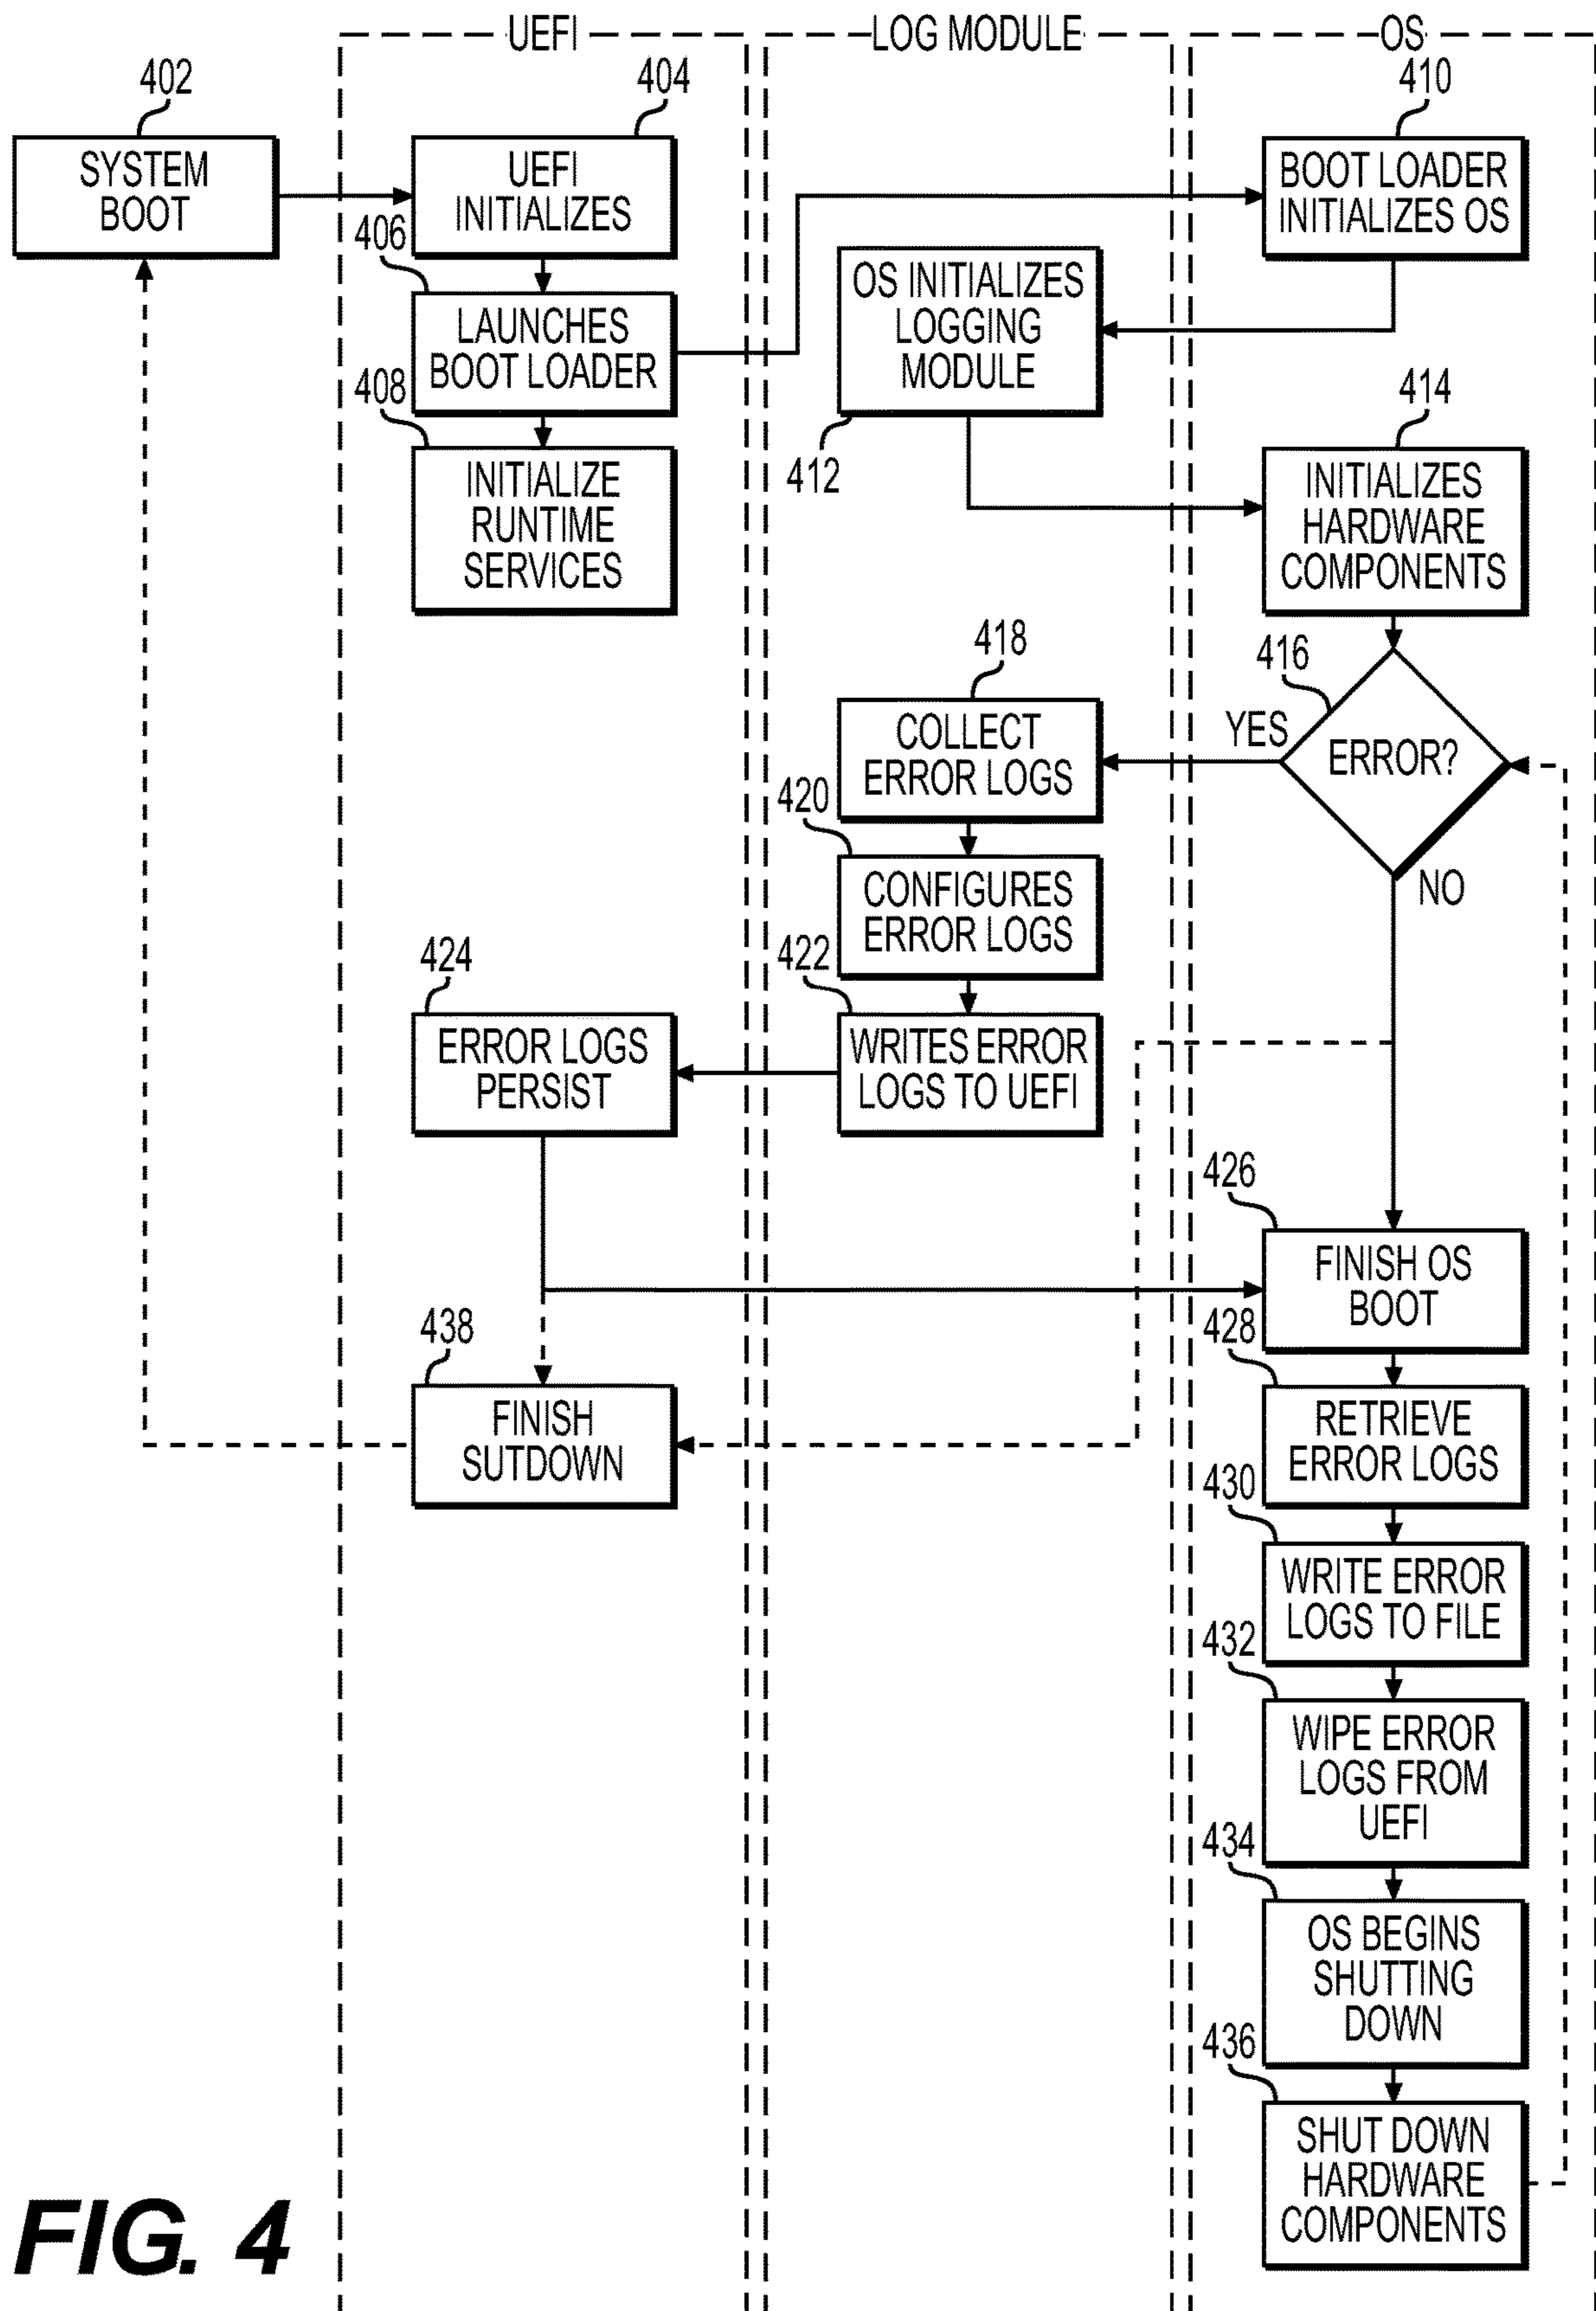 UEFI
LOG MODULE
OS
402
SYSTEM
BOOT
404
UEFI
INITIALIZES
406
LAUNCHES
BOOT LOADER
408
INITIALIZE
RUNTIME
SERVICES
410
BOOT LOADER
INITIALIZES OS
OS INITIALIZES
LOGGING
MODULE
412
414
INITIALIZES
HARDWARE
COMPONENTS
416
ERROR?
YES
NO
418
COLLECT
ERROR LOGS
420
CONFIGURES
ERROR LOGS
422
WRITES ERROR
LOGS TO UEFI
424
ERROR LOGS
PERSIST
426
FINISH OS
BOOT
428
RETRIEVE
ERROR LOGS
430
WRITE ERROR
LOGS TO FILE
432
WIPE ERROR
LOGS FROM
UEFI
434
OS BEGINS
SHUTTING
DOWN
436
SHUT DOWN
HARDWARE
COMPONENTS
438
FINISH
SUTDOWN
FIG. 4